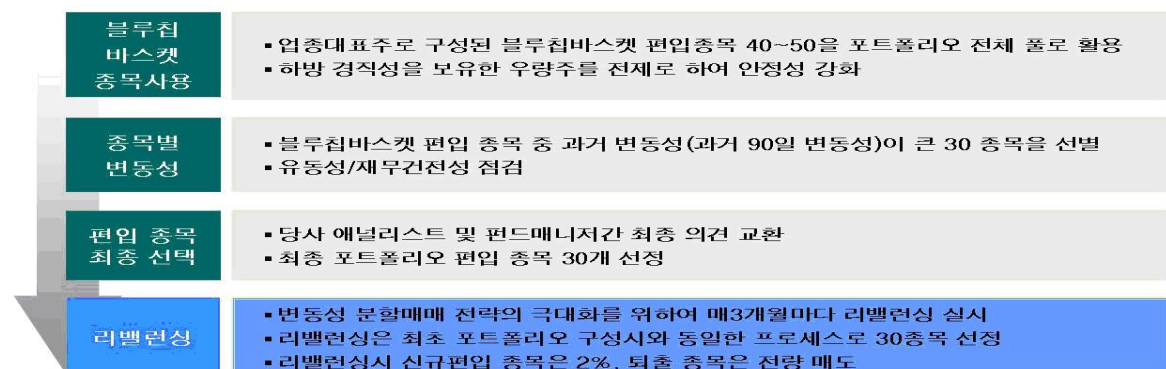 블루칩
바스켓
종목사용
▪ 업종대표주로 구성된 블루칩바스켓 편입종목 40~50을 포트폴리오 전체 풀로 활용
▪ 하방 경직성을 보유한 우량주를 전제로 하여 안정성 강화
종목별
변동성
▪ 블루칩바스켓 편입 종목 중 과거 변동성(과거 90일 변동성)이 큰 30 종목을 선별
▪ 유동성/재무건전성 점검
편입 종목
최종 선택
▪ 당사 애널리스트 및 펀드매니저간 최종 의견 교환
▪ 최종 포트폴리오 편입 종목 30개 선정
리밸런싱
▪ 변동성 분할매매 전략의 극대화를 위하여 매3개월마다 리밸런싱 실시
▪ 리밸런싱은 최초 포트폴리오 구성시와 동일한 프로세스로 30종목 선정
▪ 리밸런싱시 신규편입 종목은 2%, 퇴출 종목은 전량 매도